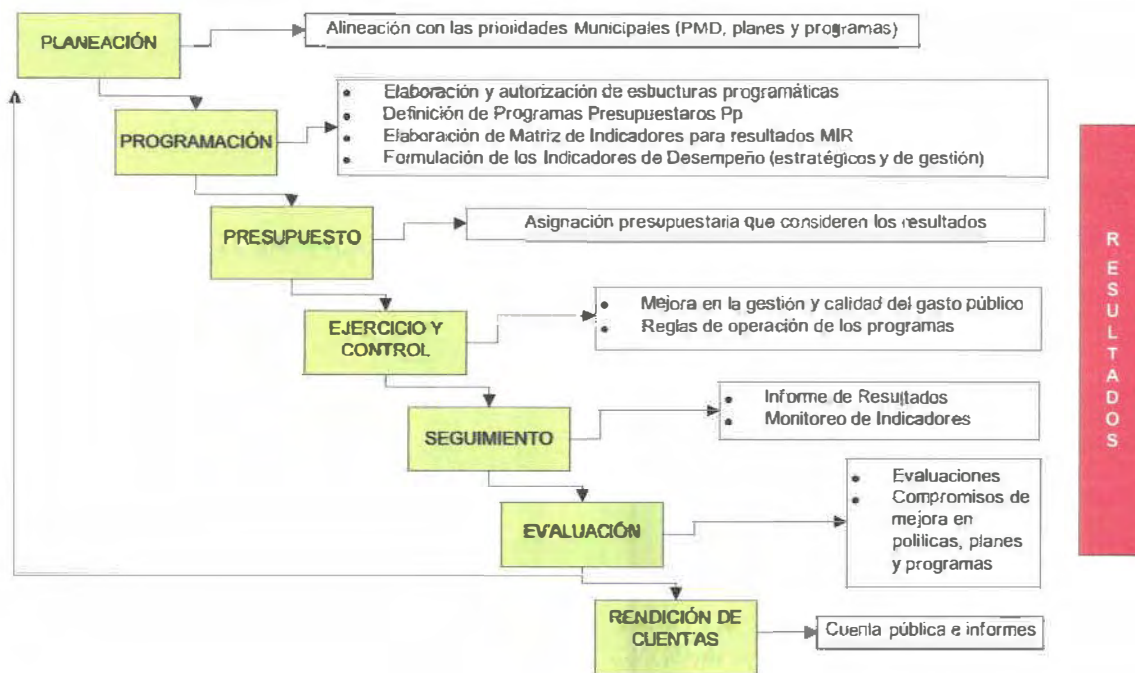 PLANEACIÓN
Alineación con las prioridades Municipales (PMD, planes y programas)
PROGRAMACIÓN
• Elaboración y autorización de estructuras programáticas
• Definición de Programas Presupuestaros Pp
• Elaboración de Matriz de Indicadores para resultados MIR
• Formulación de los Indicadores de Desempeño (estratégicos y de gestión)
PRESUPUESTO
Asignación presupuestaria que consideren los resultados
EJERCICIO Y
CONTROL
• Mejora en la gestión y calidad del gasto público
• Reglas de operación de los programas
SEGUIMIENTO
• Informe de Resultados
• Monitoreo de Indicadores
EVALUACIÓN
• Evaluaciones
• Compromisos de
mejora en
políticas, planes
y programas
RENDICIÓN DE
CUENTAS
Cuenta pública e informes
RESULTADOS